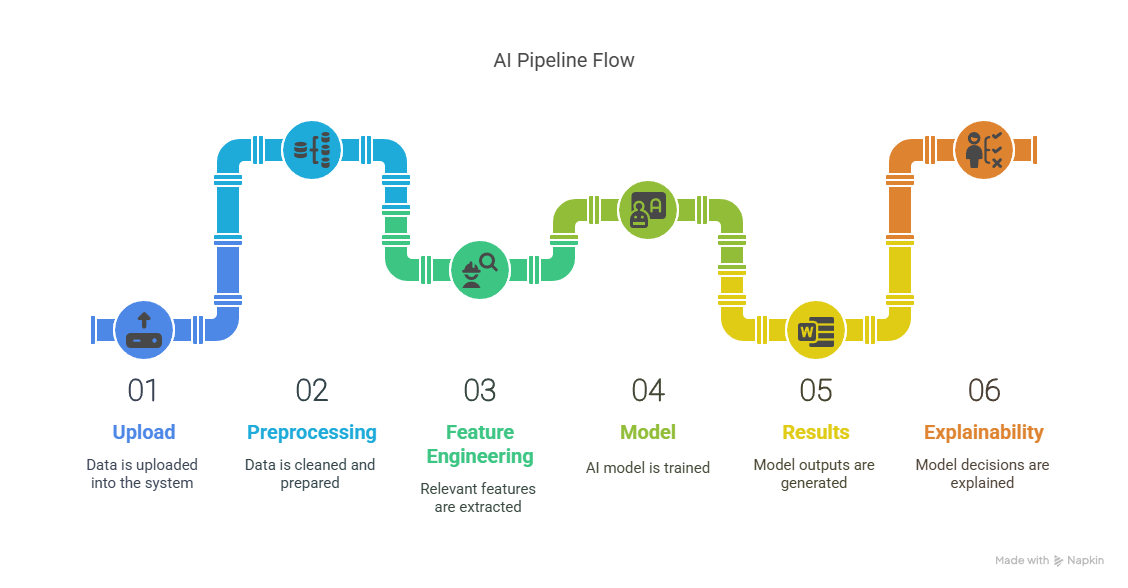 AI Pipeline Flow
A
W
01
02
03
04
05
06
Upload
Preprocessing
Feature
Engineering
Model
Results
Explainability
Data is uploaded
into the system
Data is cleaned and
prepared
Relevant features
are extracted
AI model is trained
Model outputs are
generated
Model decisions are
explained
Made with Napkin